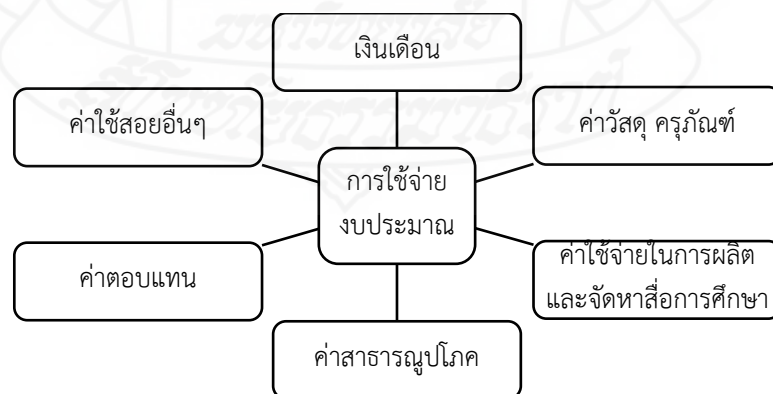 เงินเดือน
ค่าใช้สอยอื่นๆ
ค่าวัสดุ ครุภัณฑ์
การใช้จ่าย
งบประมาณ
ค่าตอบแทน
ค่าใช้จ่ายในการผลิต
และจัดหาสื่อการศึกษา
ค่าสาธารณูปโภค